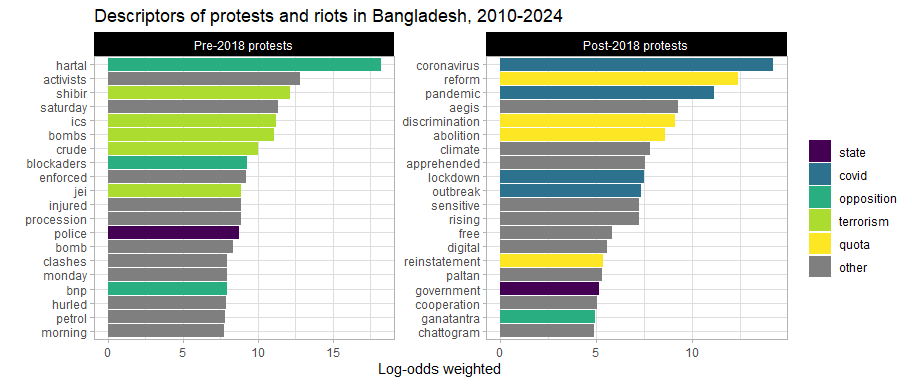 Descriptors of protests and riots in Bangladesh, 2010-2024
Pre-2018 protests
hartal
activists
shibir
saturday
ics
bombs
crude
blockaders
enforced
jei
injured
procession
police
bomb
clashes
monday
bnp
hurled
petrol
morning
0 5 10 15
Post-2018 protests
coronavirus
reform
pandemic
aegis
discrimination
abolition
climate
apprehended
lockdown
outbreak
sensitive
rising
free
digital
reinstatement
paltan
government
cooperation
ganatantra
chattogram
0 5 10
Log-odds weighted
state
covid
opposition
terrorism
quota
other